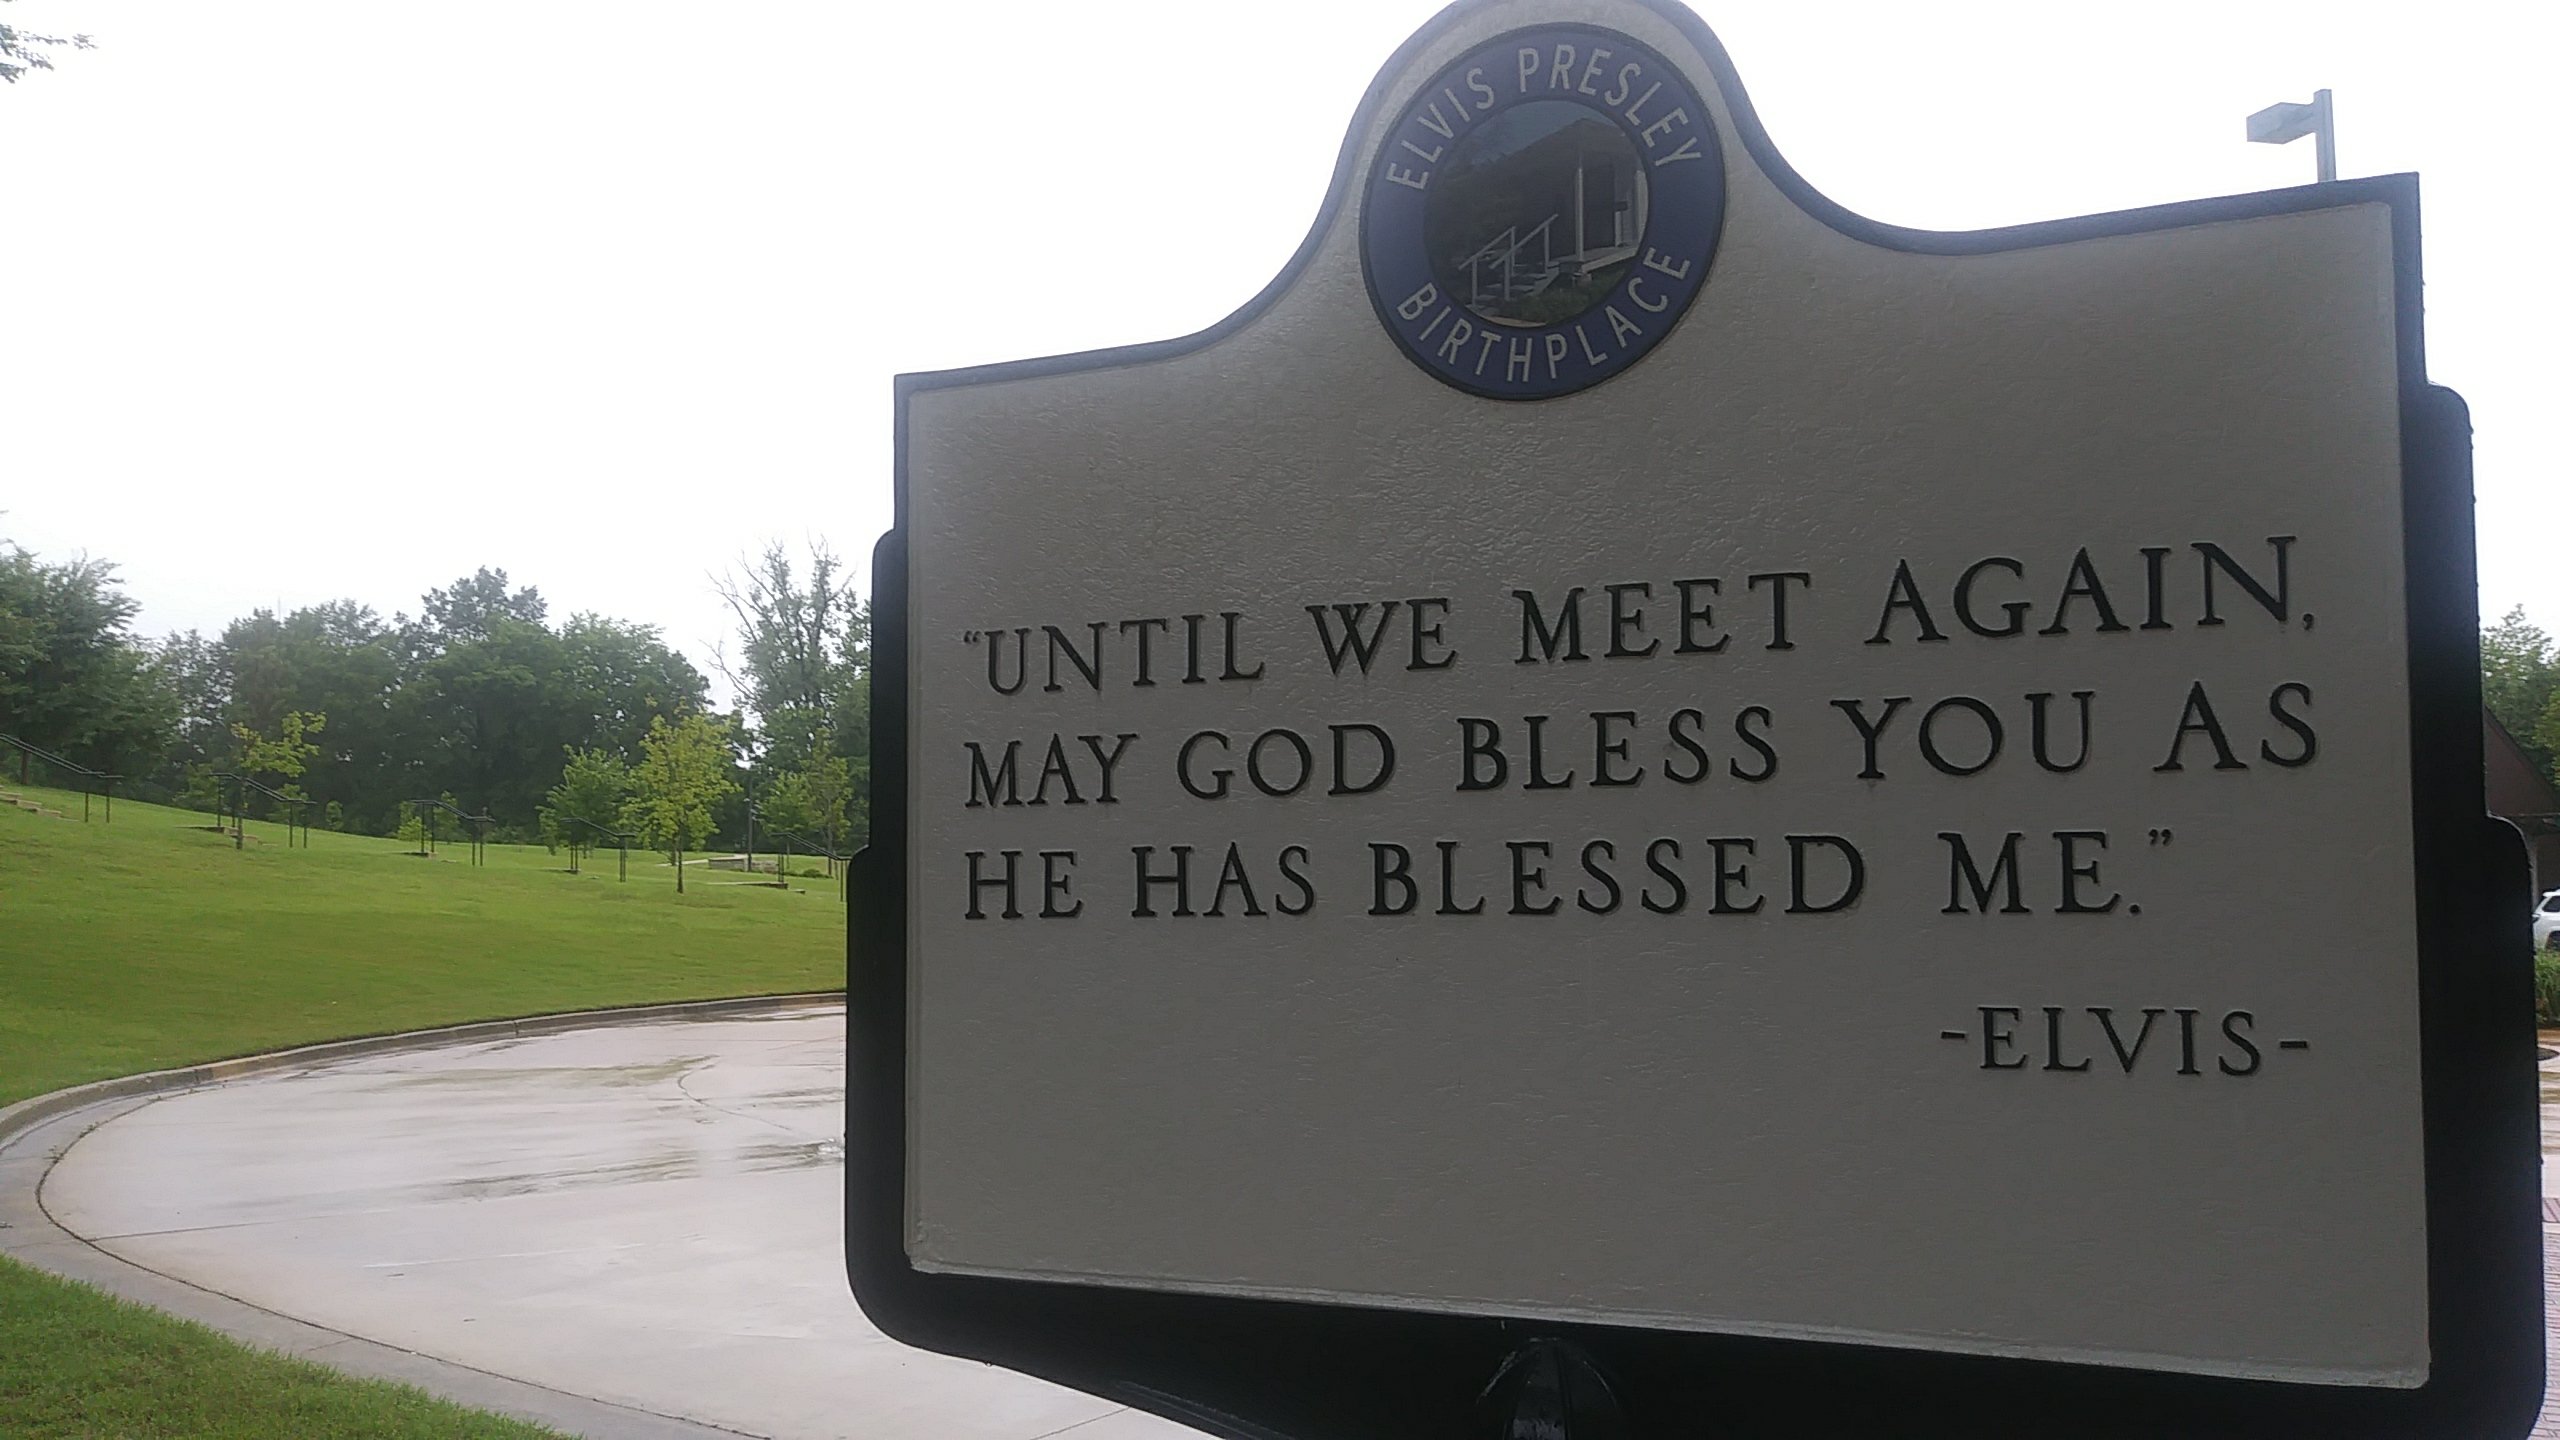 ELVIS PRESLEY
BIRTHPLACE
“UNTIL WE MEET AGAIN,
MAY GOD BLESS YOU AS
HE HAS BLESSED ME.”
-ELVIS-